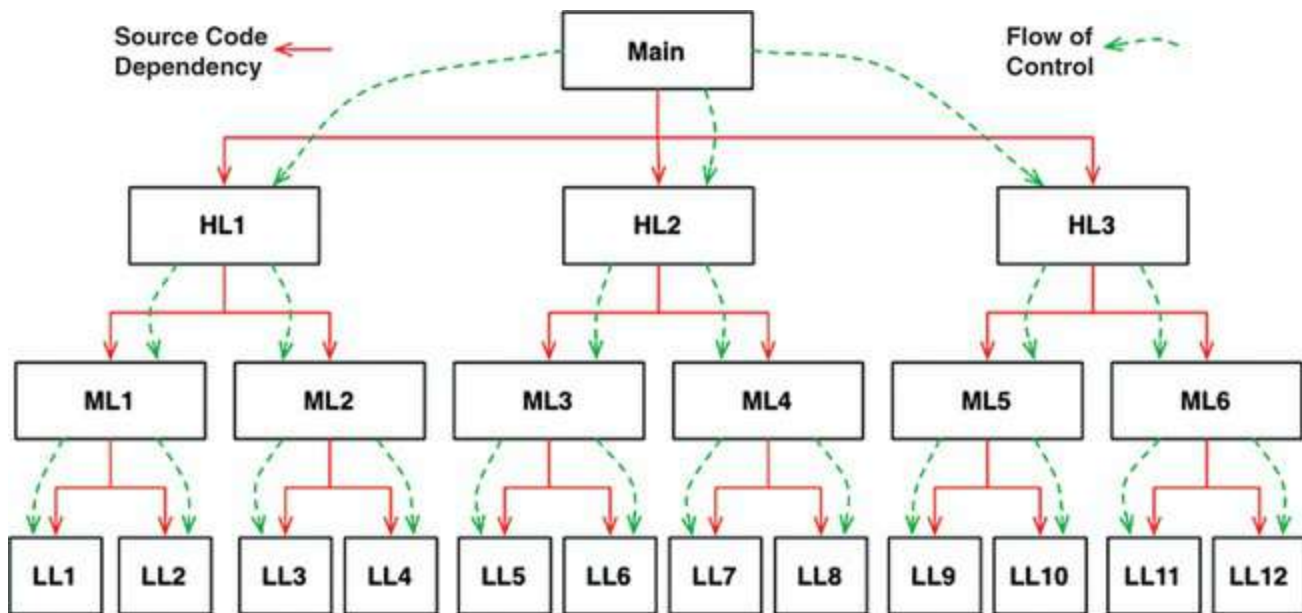 Source Code
Dependency
Main
Flow of
Control
HL1
HL2
HL3
ML1
ML2
ML3
ML4
ML5
ML6
LL1
LL2
LL3
LL4
LL5
LL6
LL7
LL8
LL9
LL10
LL11
LL12